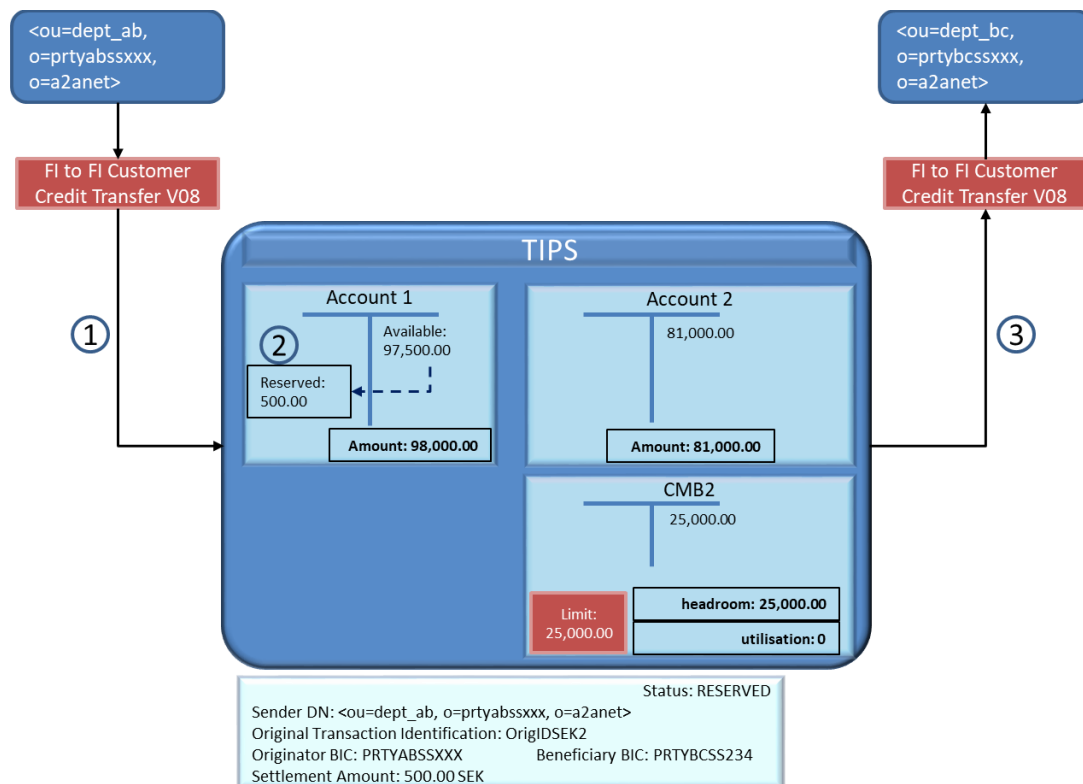 <ou=dept_ab,
o=prtyabssxxx,
o=a2anet>
<ou=dept_bc,
o=prtybcssxxx,
o=a2anet>
FI to FI Customer
Credit Transfer V08
FI to FI Customer
Credit Transfer V08
TIPS
1
Account 1
2
Available:
97,500.00
Reserved:
500.00
Amount: 98,000.00
Account 2
81,000.00
Amount: 81,000.00
3
CMB2
25,000.00
Limit:
25,000.00
headroom: 25,000.00
utilisation: 0
Status: RESERVED
Sender DN: <ou=dept_ab, o=prtyabssxxx, o=a2anet>
Original Transaction Identification: OrigIDSEK2
Originator BIC: PRTYABSSXXX Beneficiary BIC: PRTYBCSS234
Settlement Amount: 500.00 SEK